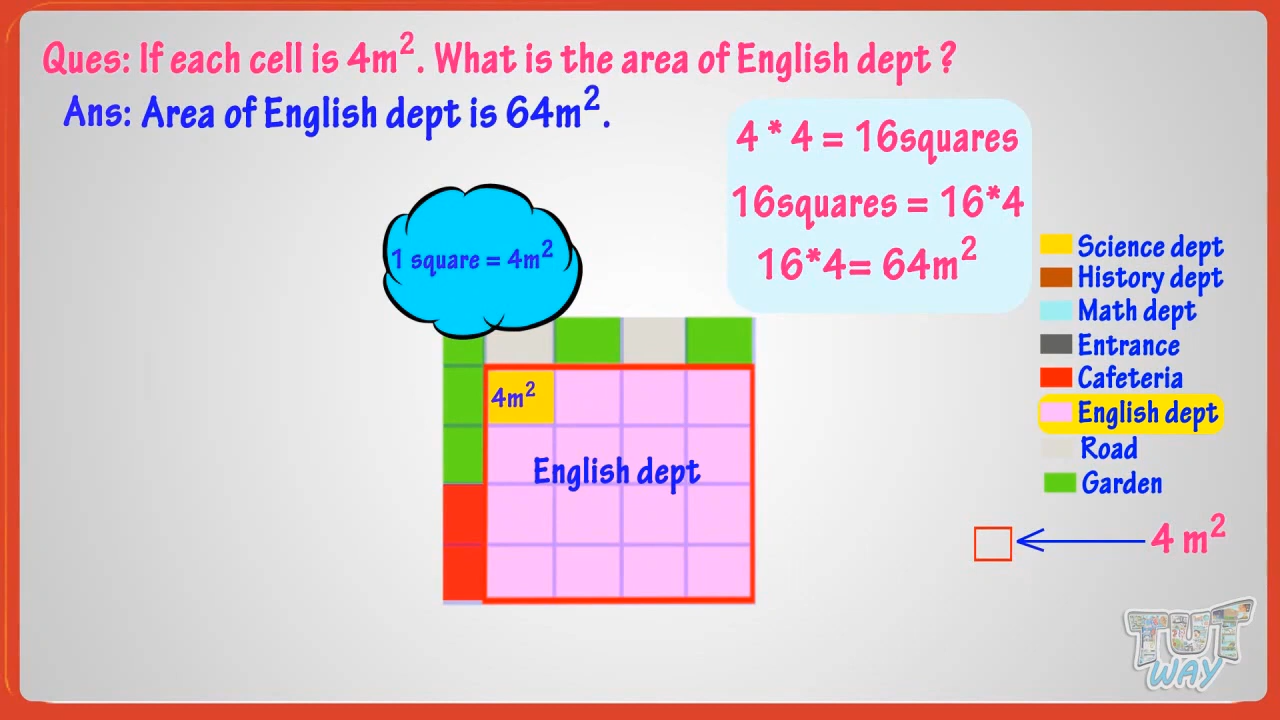 Ques: If each cell is 4m². What is the area of English dept ?
Ans: Area of English dept is 64m².
4 * 4 = 16squares
16squares = 16*4
16*4= 64m²
1 square = 4m²
4m²
English dept
Science dept
History dept
Math dept
Entrance
Cafeteria
English dept
Road
Garden
4 m²
TUT
WAY